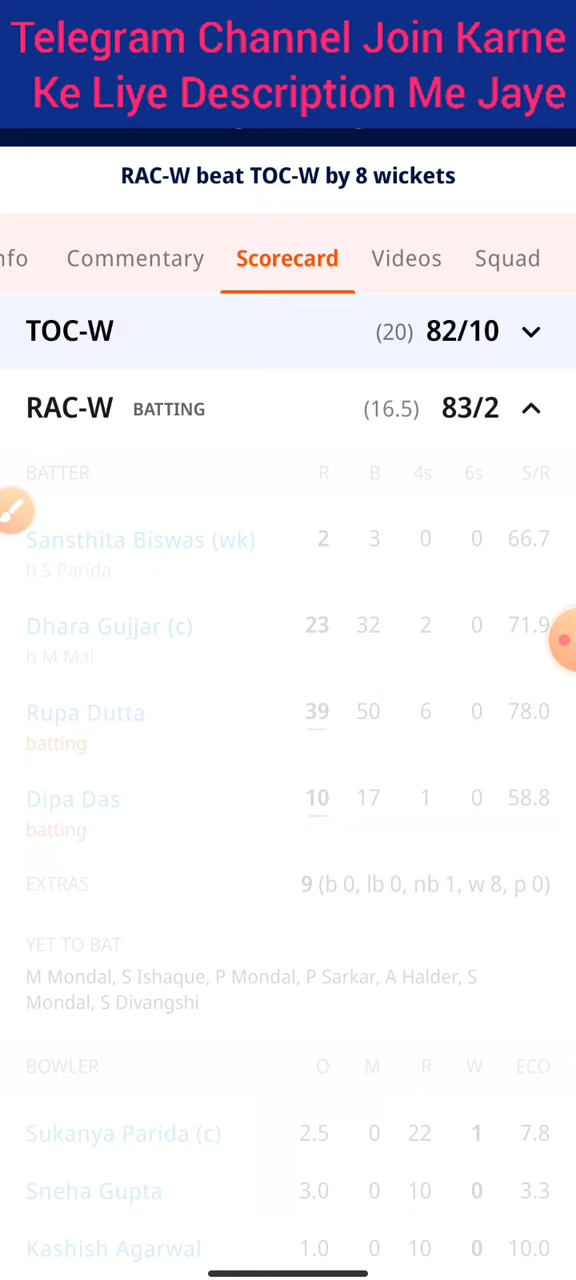 Telegram Channel Join Karne
Ke Liye Description Me Jaye
RAC-W beat TOC-W by 8 wickets
nfo Commentary Scorecard Videos Squad
TOC-W (20) 82/10
RAC-W BATTING (16.5) 83/2
BATTER R B 4s 6s S/R
Sansthita Biswas (wk) 2 3 0 0 66.7
b S Parida
Dhara Gujjar (c) 23 32 2 0 71.9
b M Mal
Rupa Dutta 39 50 6 0 78.0
batting
Dipa Das 10 17 1 0 58.8
batting
EXTRAS 9 (b 0, lb 0, nb 1, w 8, p 0)
YET TO BAT
M Mondal, S Ishaque, P Mondal, P Sarkar, A Halder, S
Mondal, S Divangshi
BOWLER O M R W ECO
Sukanya Parida (c) 2.5 0 22 1 7.8
Sneha Gupta 3.0 0 10 0 3.3
Kashish Agarwal 1.0 0 10 0 10.0